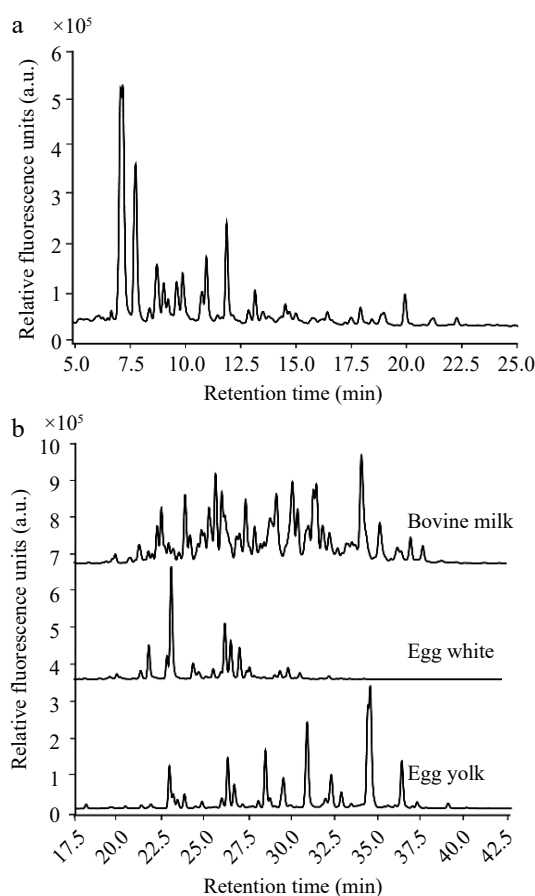 a
×10⁵
6
5
4
3
2
1
0
Relative fluorescence units (a.u.)
5.0 7.5 10.0 12.5 15.0 17.5 20.0 22.5 25.0
Retention time (min)
b
×10⁵
10
9
8
7
6
5
4
3
2
1
0
Relative fluorescence units (a.u.)
Bovine milk
Egg white
Egg yolk
17.5 20.0 22.5 25.0 27.5 30.0 32.5 35.0 37.5 40.0 42.5
Retention time (min)